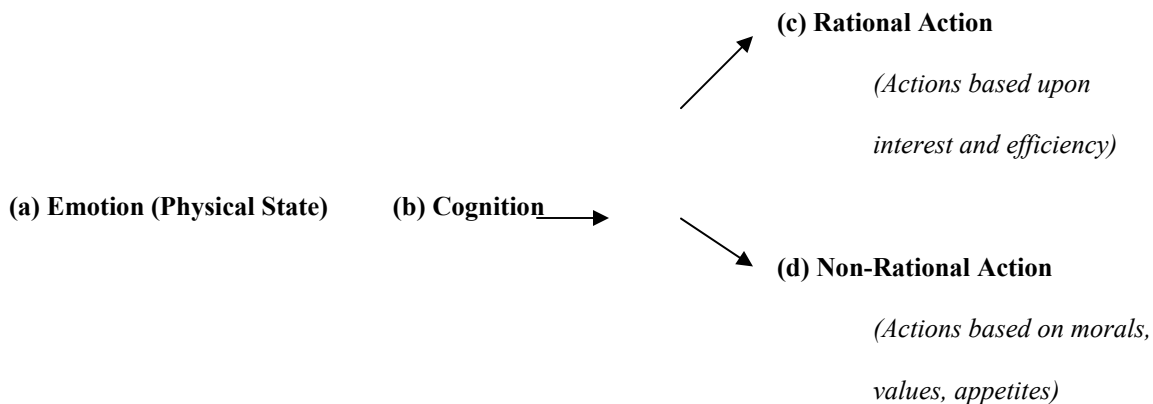 (c) Rational Action
(Actions based upon
interest and efficiency)
(a) Emotion (Physical State) (b) Cognition
(d) Non-Rational Action
(Actions based on morals,
values, appetites)